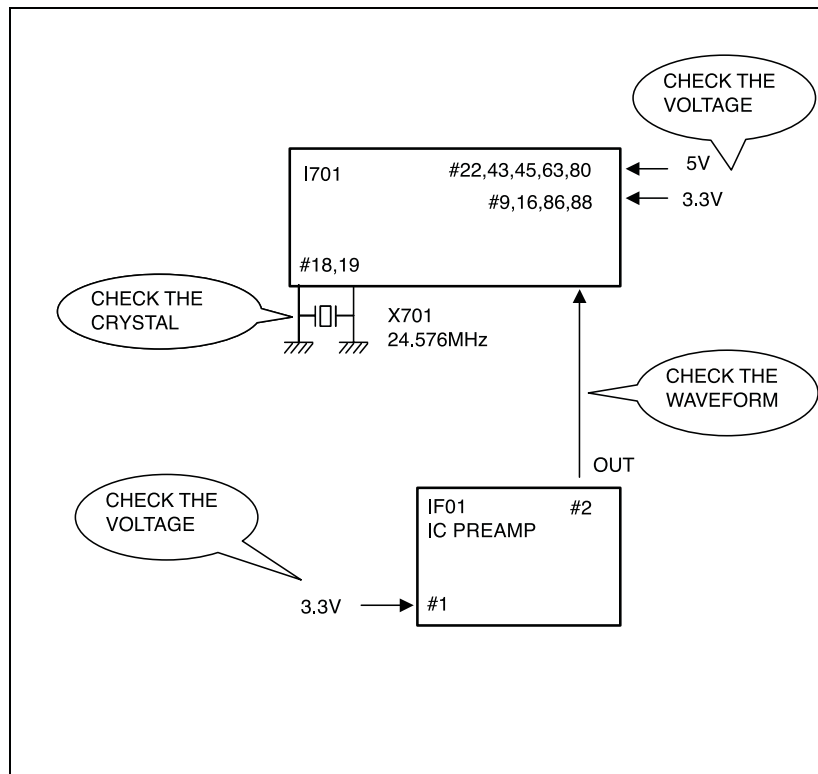 CHECK THE
VOLTAGE
I701
#22,43,45,63,80
5V
#9,16,86,88
3.3V
#18,19
CHECK THE
CRYSTAL
X701
24.576MHz
CHECK THE
WAVEFORM
OUT
CHECK THE
VOLTAGE
IF01
#2
IC PREAMP
3.3V
#1